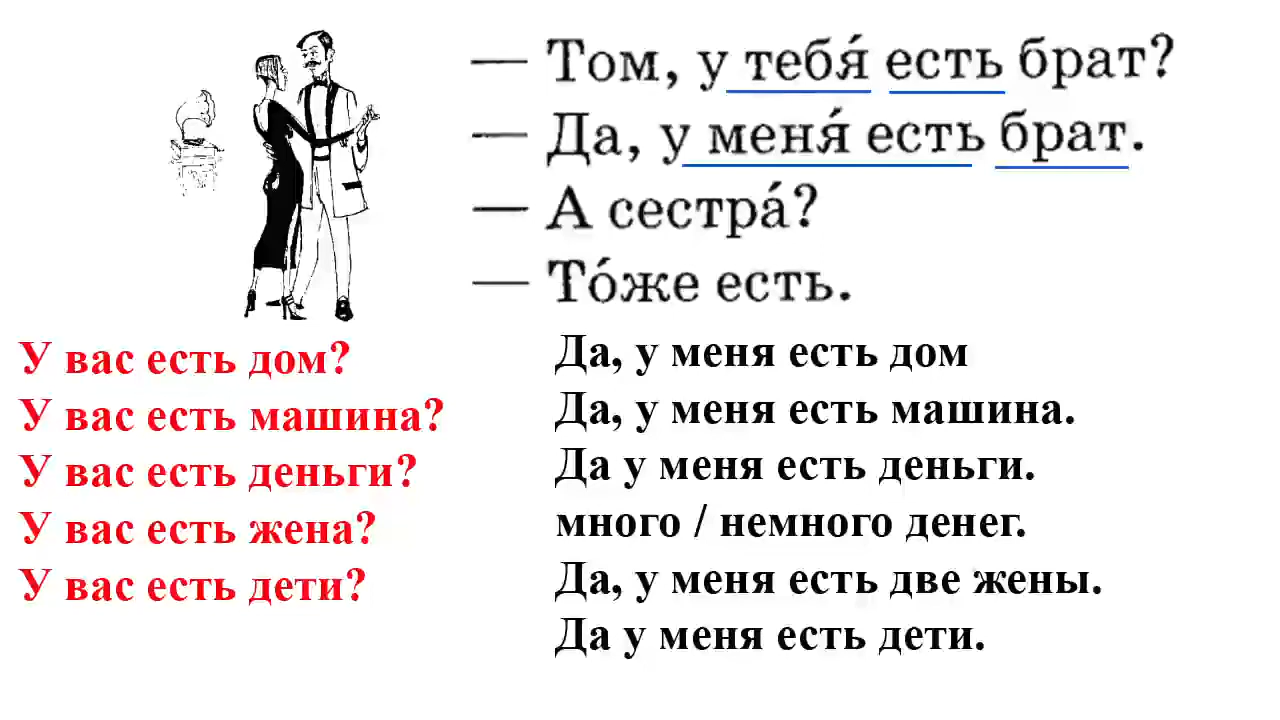 — Том, у тебя́ есть брат?
— Да, у меня́ есть брат.
— А сестра́?
— То́же есть.
У вас есть дом?
У вас есть машина?
У вас есть деньги?
У вас есть жена?
У вас есть дети?
Да, у меня есть дом
Да, у меня есть машина.
Да у меня есть деньги.
много / немного денег.
Да, у меня есть две жены.
Да у меня есть дети.